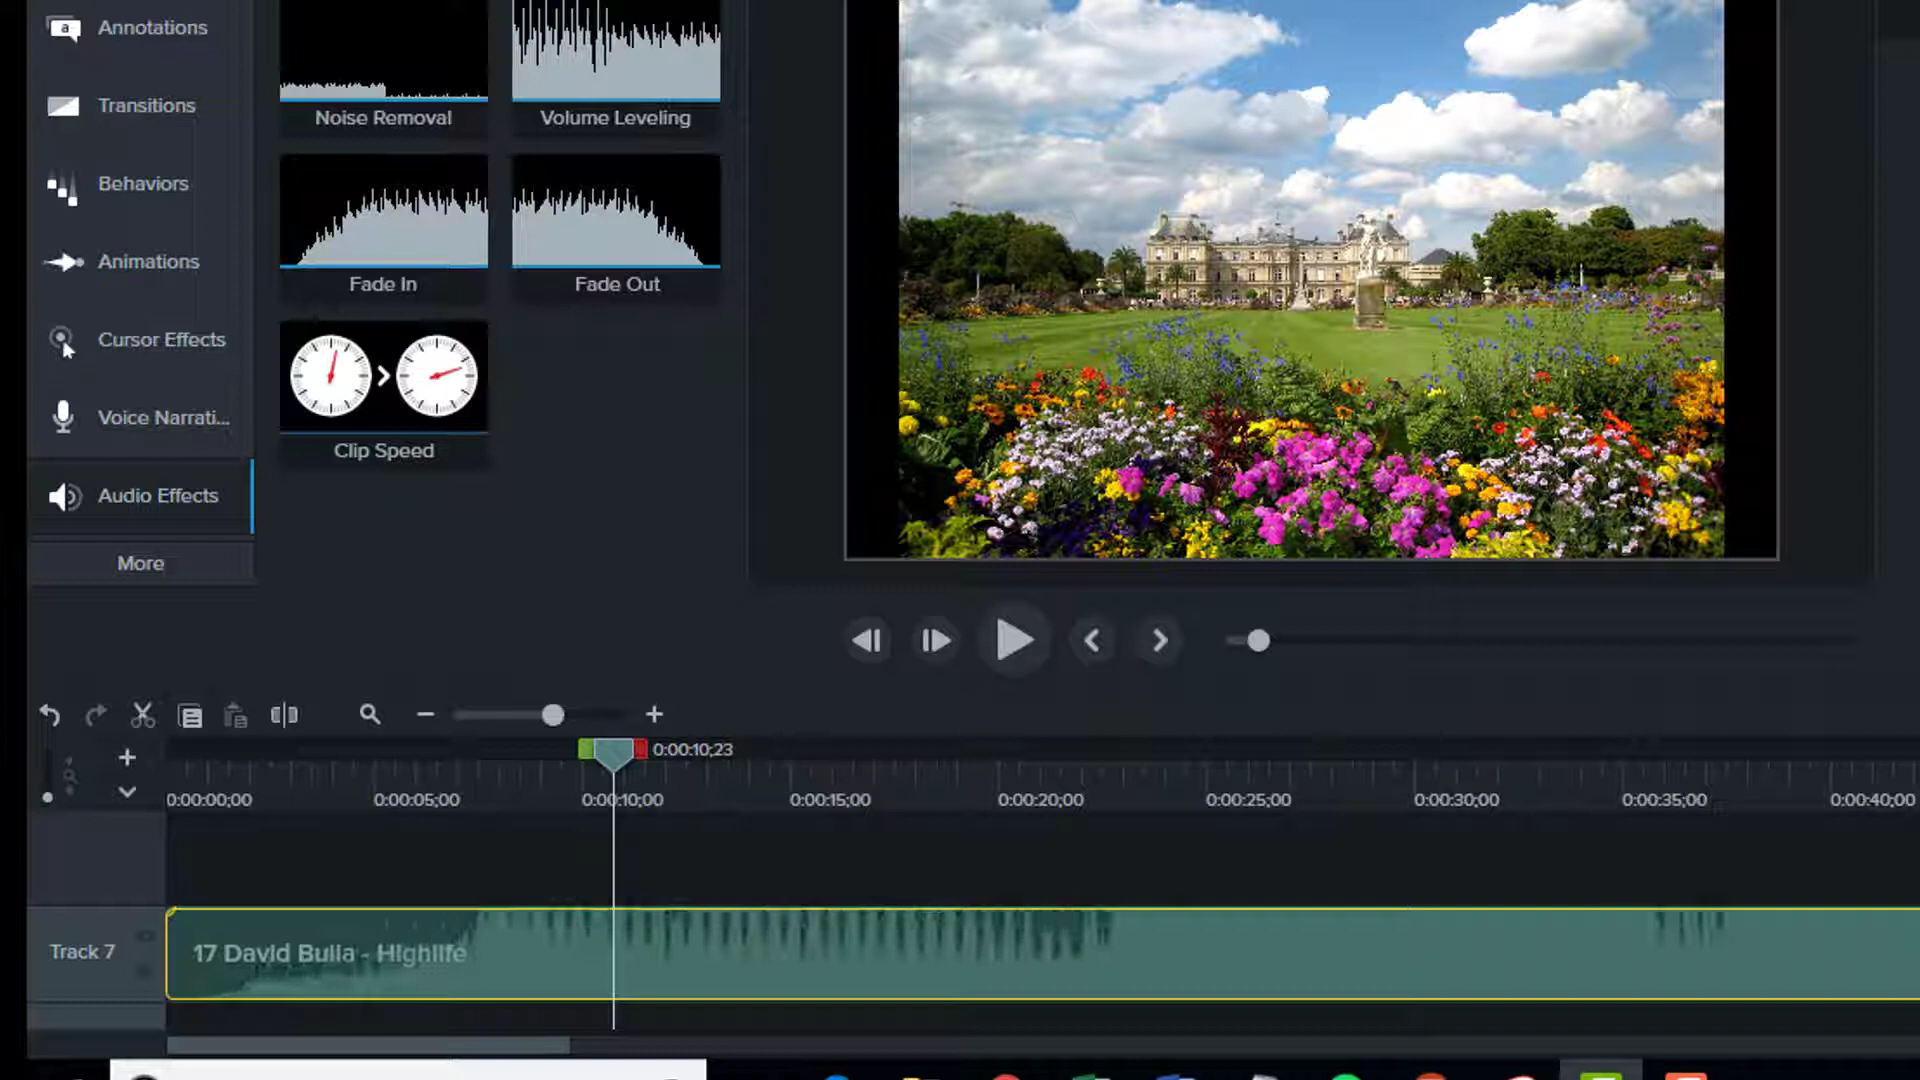 Annotations
Transitions
Behaviors
Animations
Cursor Effects
Voice Narrati...
Audio Effects
More
Noise Removal
Volume Leveling
Fade In
Fade Out
Clip Speed
0:00:10;23
0:00:00;00
0:00:05;00
0:00:10;00
0:00:15;00
0:00:20;00
0:00:25;00
0:00:30;00
0:00:35;00
0:00:40;00
Track 7
17 David Bulla - Highlife